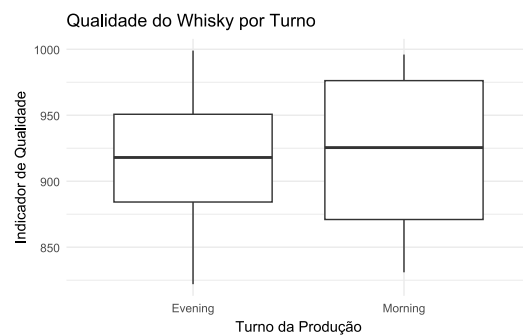 Qualidade do Whisky por Turno
Indicador de Qualidade
1000
950
900
850
Evening
Morning
Turno da Produção